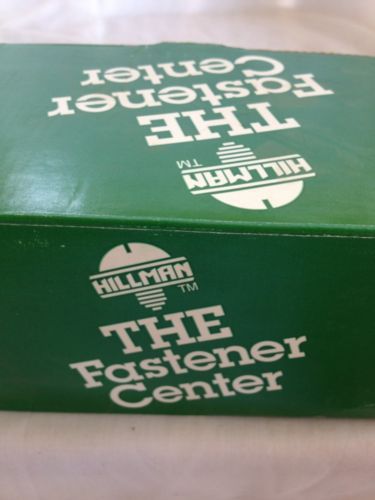 THE
Fastener
Center
HILLMAN
TM
HILLMAN
TM
THE
Fastener
Center